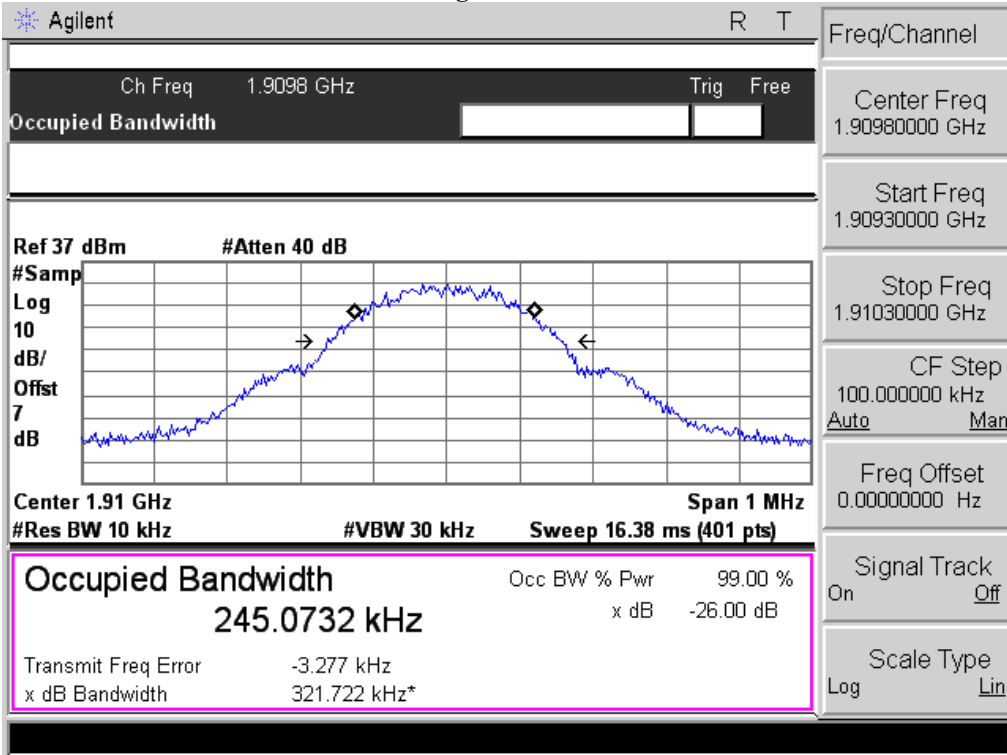 Agilent R T
Freq/Channel
Ch Freq 1.9098 GHz Trig Free
Occupied Bandwidth
Center Freq
1.90980000 GHz
Start Freq
1.90930000 GHz
Ref 37 dBm #Atten 40 dB
#Samp
Log
10
dB/
Offst
7
dB
Stop Freq
1.91030000 GHz
CF Step
100.000000 kHz
Auto Man
Center 1.91 GHz Span 1 MHz
#Res BW 10 kHz #VBW 30 kHz Sweep 16.38 ms (401 pts)
Freq Offset
0.00000000 Hz
Occupied Bandwidth Occ BW % Pwr 99.00 %
245.0732 kHz x dB -26.00 dB
Transmit Freq Error -3.277 kHz
x dB Bandwidth 321.722 kHz*
Signal Track
On Off
Scale Type
Log Lin